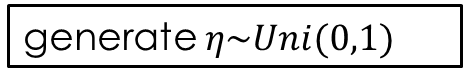 generate η~Uni(0,1)